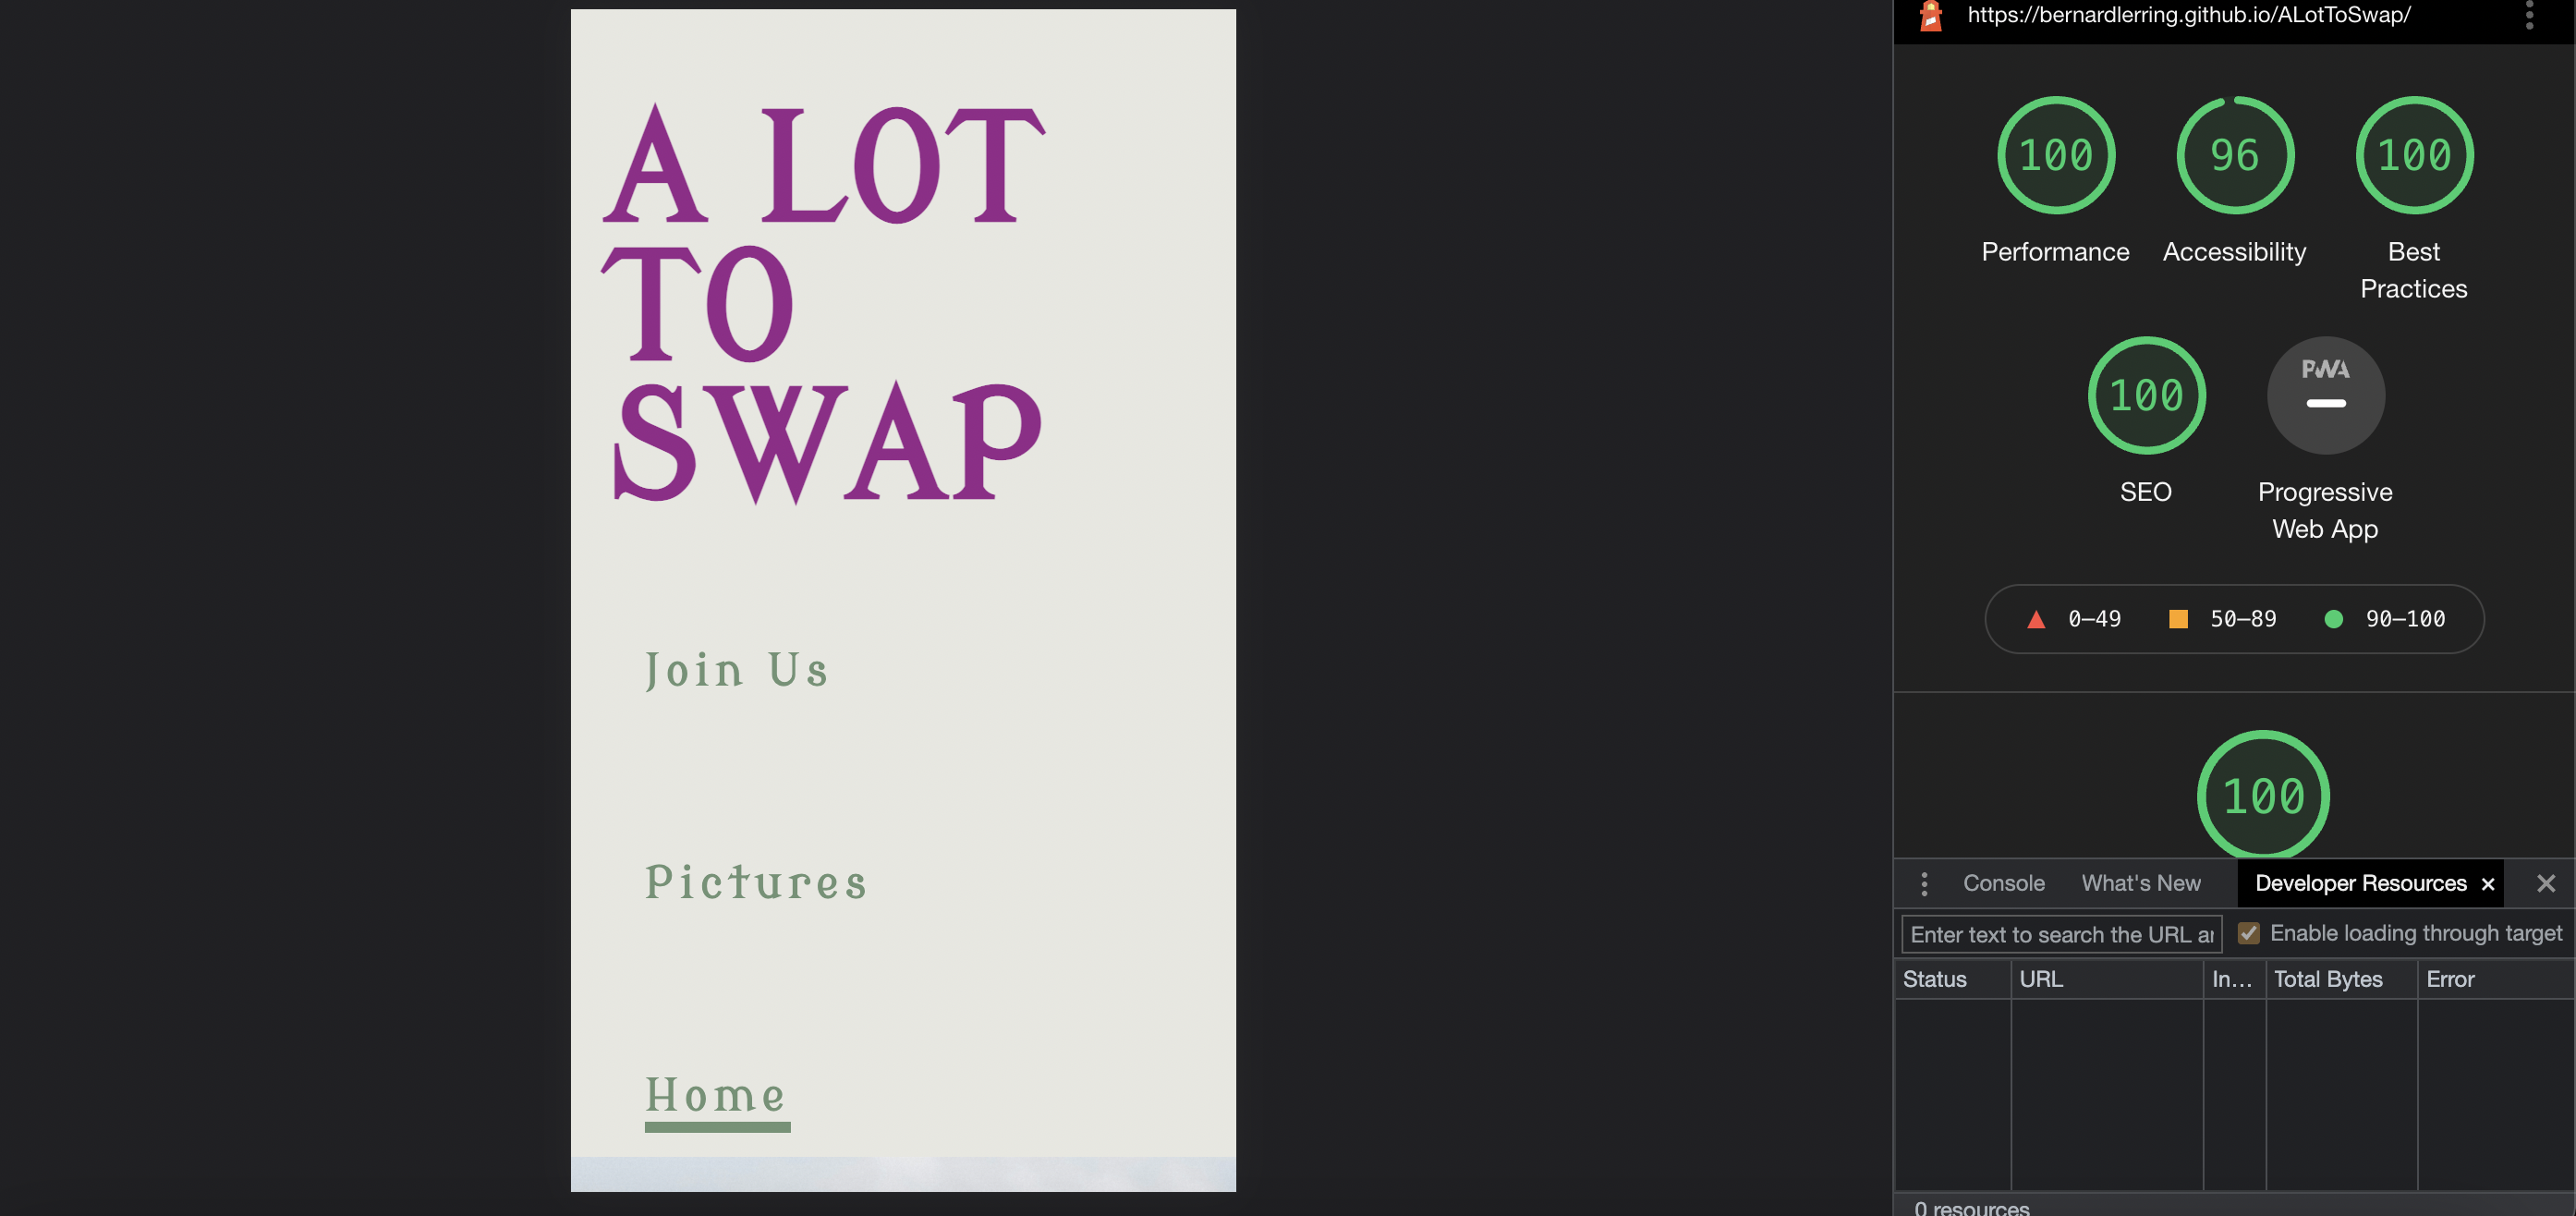 A LOT
TO
SWAP
Join Us
Pictures
Home
https://bernardlerring.github.io/ALotToSwap/
100
Performance
96
Accessibility
100
Best
Practices
100
SEO
PWA
Progressive
Web App
0–49
50–89
90–100
100
Console
What's New
Developer Resources
Enter text to search the URL ar
Enable loading through target
Status
URL
In…
Total Bytes
Error
0 resources